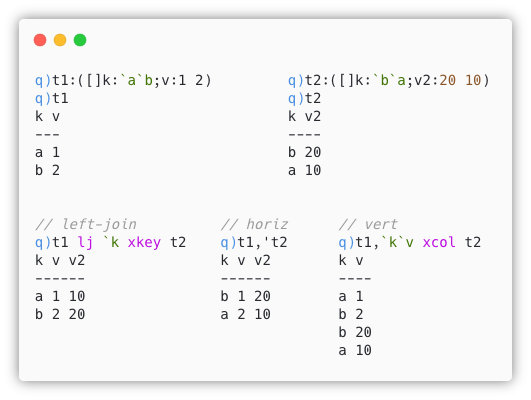 q)t1:([]k:`a`b;v:1 2)
q)t1
k v
---
a 1
b 2
q)t2:([]k:`b`a;v2:20 10)
q)t2
k v2
----
b 20
a 10
// left-join
q)t1 lj `k xkey t2
k v v2
------
a 1 10
b 2 20
// horiz
q)t1,'t2
k v v2
------
b 1 20
a 2 10
// vert
q)t1,`k`v xcol t2
k v
----
a 1
b 2
b 20
a 10